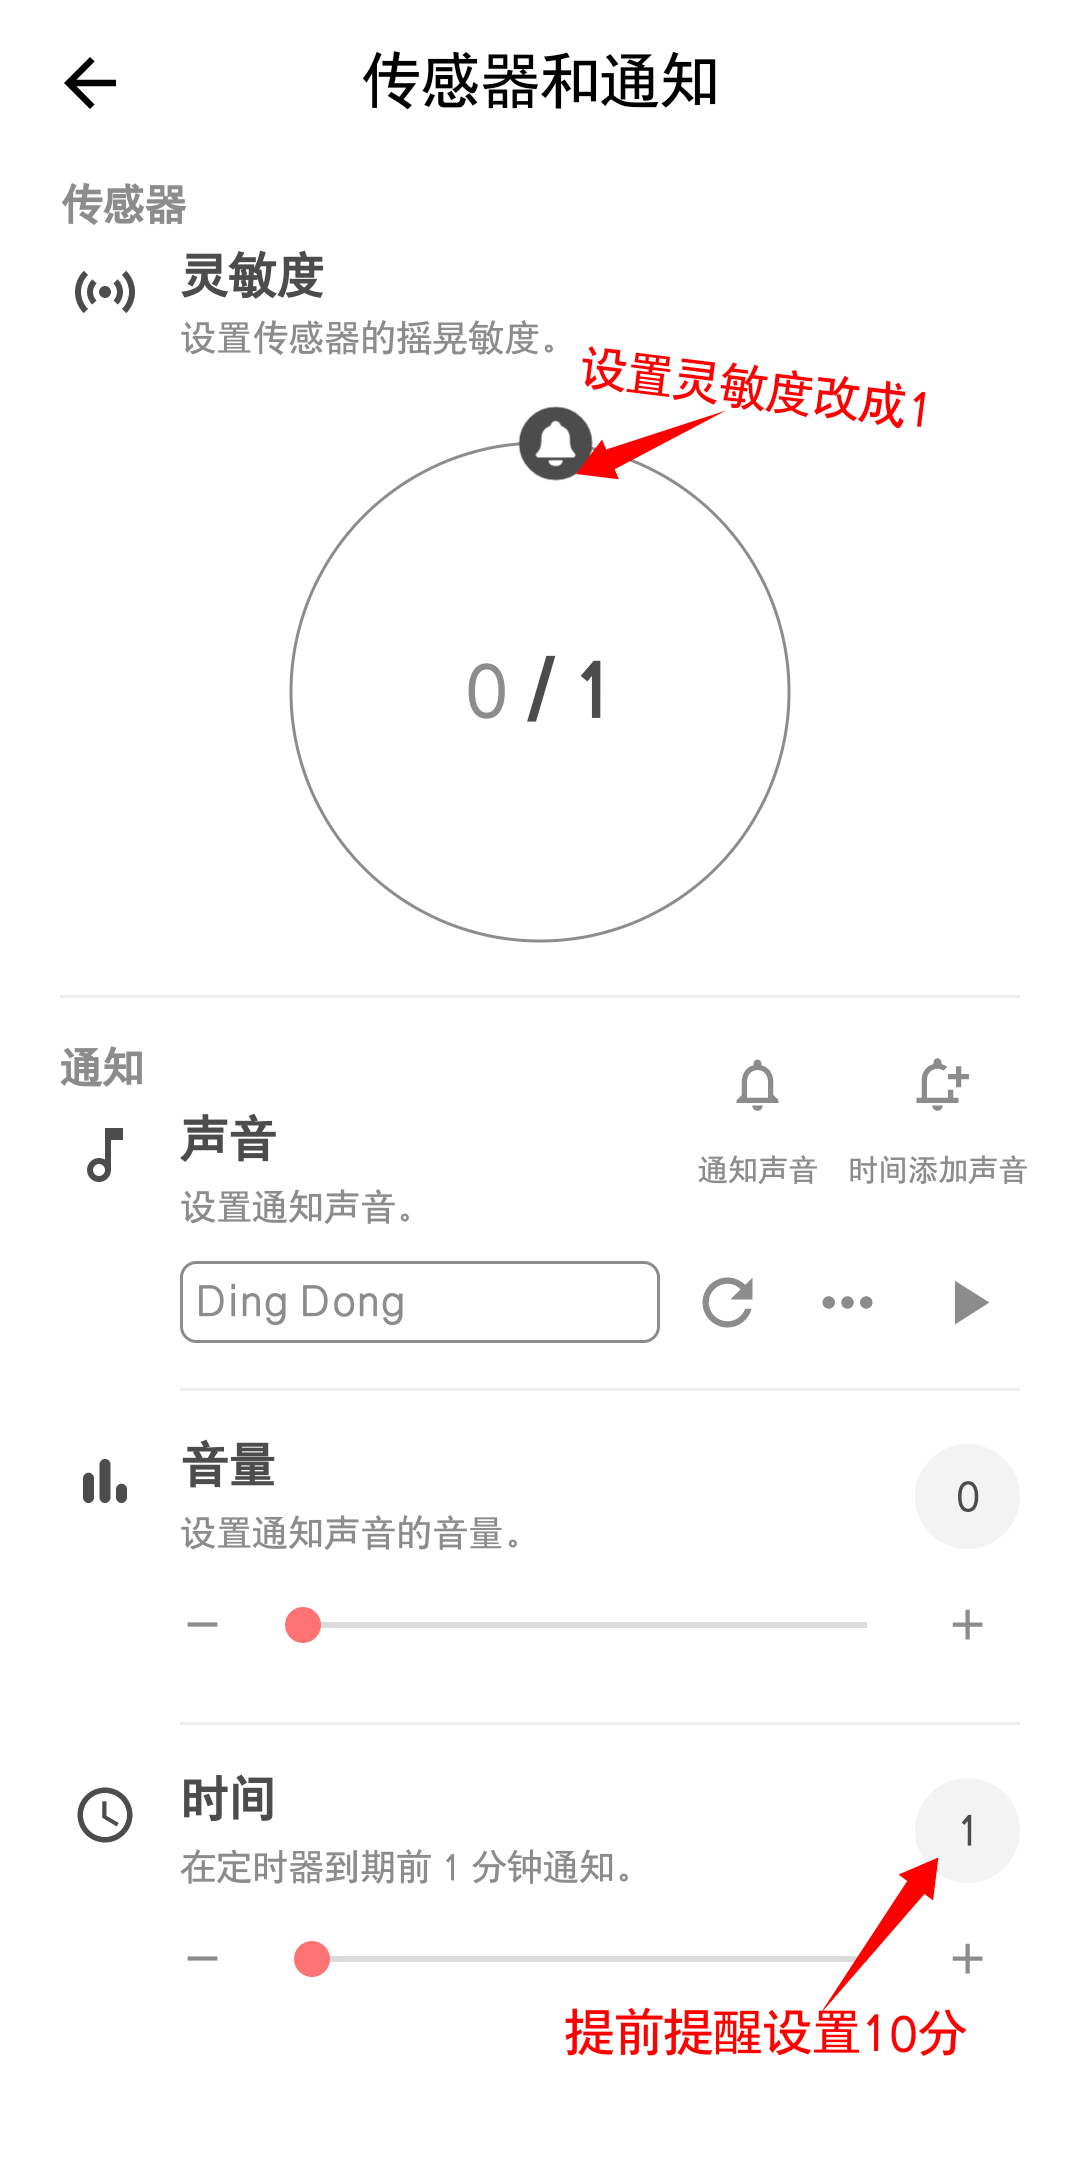 传感器和通知
传感器
灵敏度
设置传感器的摇晃敏度。
设置灵敏度改成1
0 / 1
通知
声音
设置通知声音。
通知声音
时间添加声音
Ding Dong
音量
设置通知声音的音量。
0
时间
在定时器到期前 1 分钟通知。
1
提前提醒设置10分